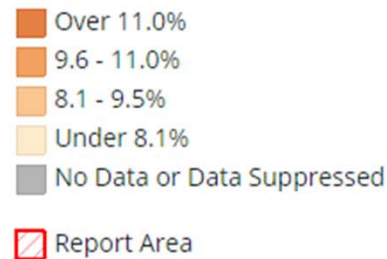 Over 11.0%
9.6 - 11.0%
8.1 - 9.5%
Under 8.1%
No Data or Data Suppressed
Report Area